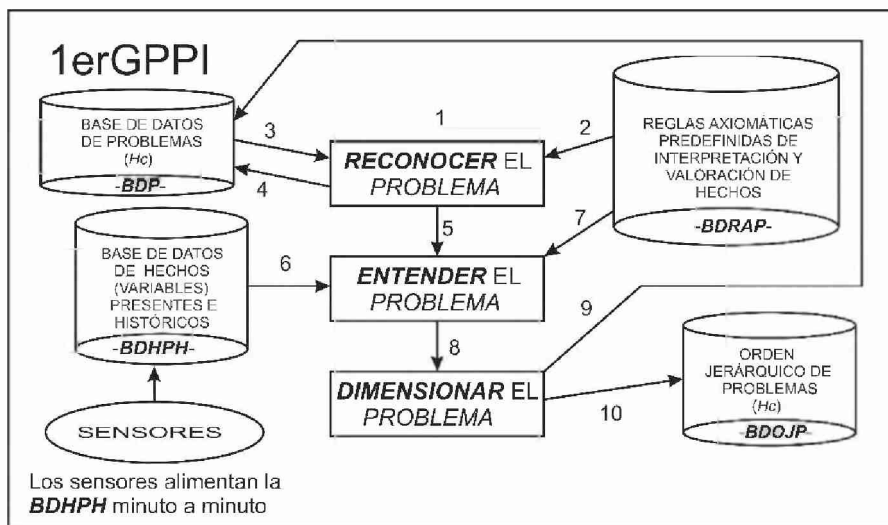 1erGPPI
BASE DE DATOS
DE PROBLEMAS
(Hc)
-BDP-
3
4
1
2
RECONOCER EL
PROBLEMA
REGLAS AXIOMÁTICAS
PREDEFINIDAS DE
INTERPRETACIÓN Y
VALORACIÓN DE
HECHOS
-BDRAP-
5
7
BASE DE DATOS
DE HECHOS
(VARIABLES)
PRESENTES E
HISTÓRICOS
-BDHPH-
6
ENTENDER EL
PROBLEMA
8
9
DIMENSIONAR EL
PROBLEMA
10
ORDEN
JERÁRQUICO DE
PROBLEMAS
(Hc)
-BDOJP-
SENSORES
Los sensores alimentan la
BDHPH minuto a minuto